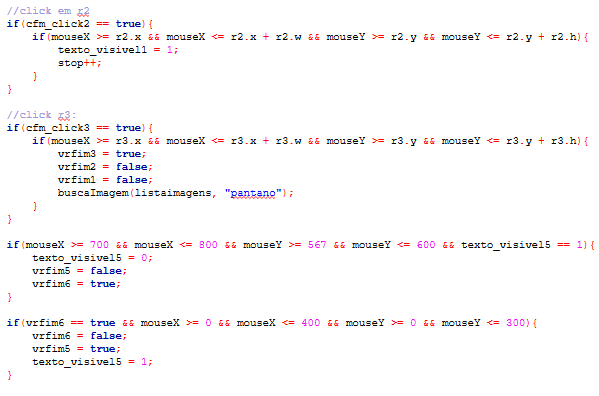 //click em r2
if(cfm_click2 == true){
if(mouseX >= r2.x && mouseX <= r2.x + r2.w && mouseY >= r2.y && mouseY <= r2.y + r2.h){
texto_visivel1 = 1;
stop++;
}
}
//click r3:
if(cfm_click3 == true){
if(mouseX >= r3.x && mouseX <= r3.x + r3.w && mouseY >= r3.y && mouseY <= r3.y + r3.h){
vrfim3 = true;
vrfim2 = false;
vrfim1 = false;
buscaImagem(listaimagens, "pantano");
}
}
if(mouseX >= 700 && mouseX <= 800 && mouseY >= 567 && mouseY <= 600 && texto_visivel5 == 1){
texto_visivel5 = 0;
vrfim5 = false;
vrfim6 = true;
}
if(vrfim6 == true && mouseX >= 0 && mouseX <= 400 && mouseY >= 0 && mouseY <= 300){
vrfim6 = false;
vrfim5 = true;
texto_visivel5 = 1;
}